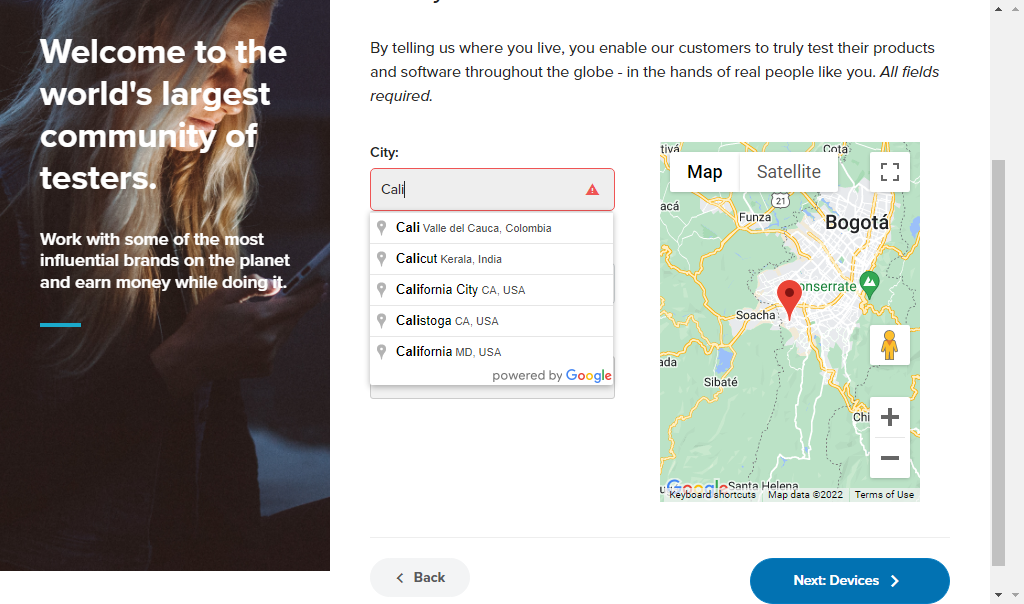 Welcome to the
world's largest
community of
testers.
Work with some of the most
influential brands on the planet
and earn money while doing it.
By telling us where you live, you enable our customers to truly test their products
and software throughout the globe - in the hands of real people like you. All fields
required.
City:
Cali
Cali Valle del Cauca, Colombia
Calicut Kerala, India
California City CA, USA
Calistoga CA, USA
California MD, USA
powered by Google
Cota
Map Satellite
21
Funza
Bogotá
onserrate
Soacha
Sibaté
Santa Helena
Google
Keyboard shortcuts Map data ©2022 Terms of Use
Back
Next: Devices